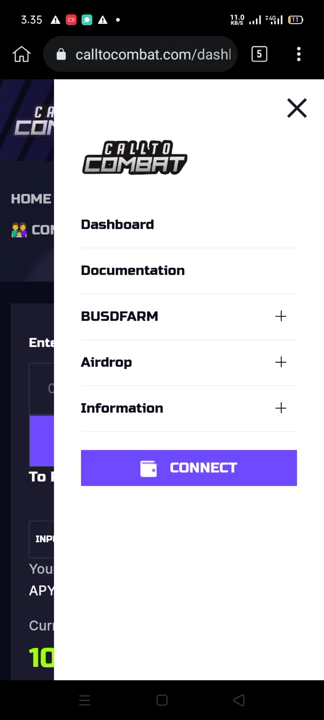 3.35
11.0
KB/S
11
calltocombat.com/dashl
5
CALLTO
COMBAT
HOME
Dashboard
Documentation
BUSDFARM
Airdrop
Information
CONNECT
Ente
To
INPU
You
APY
Curr
10